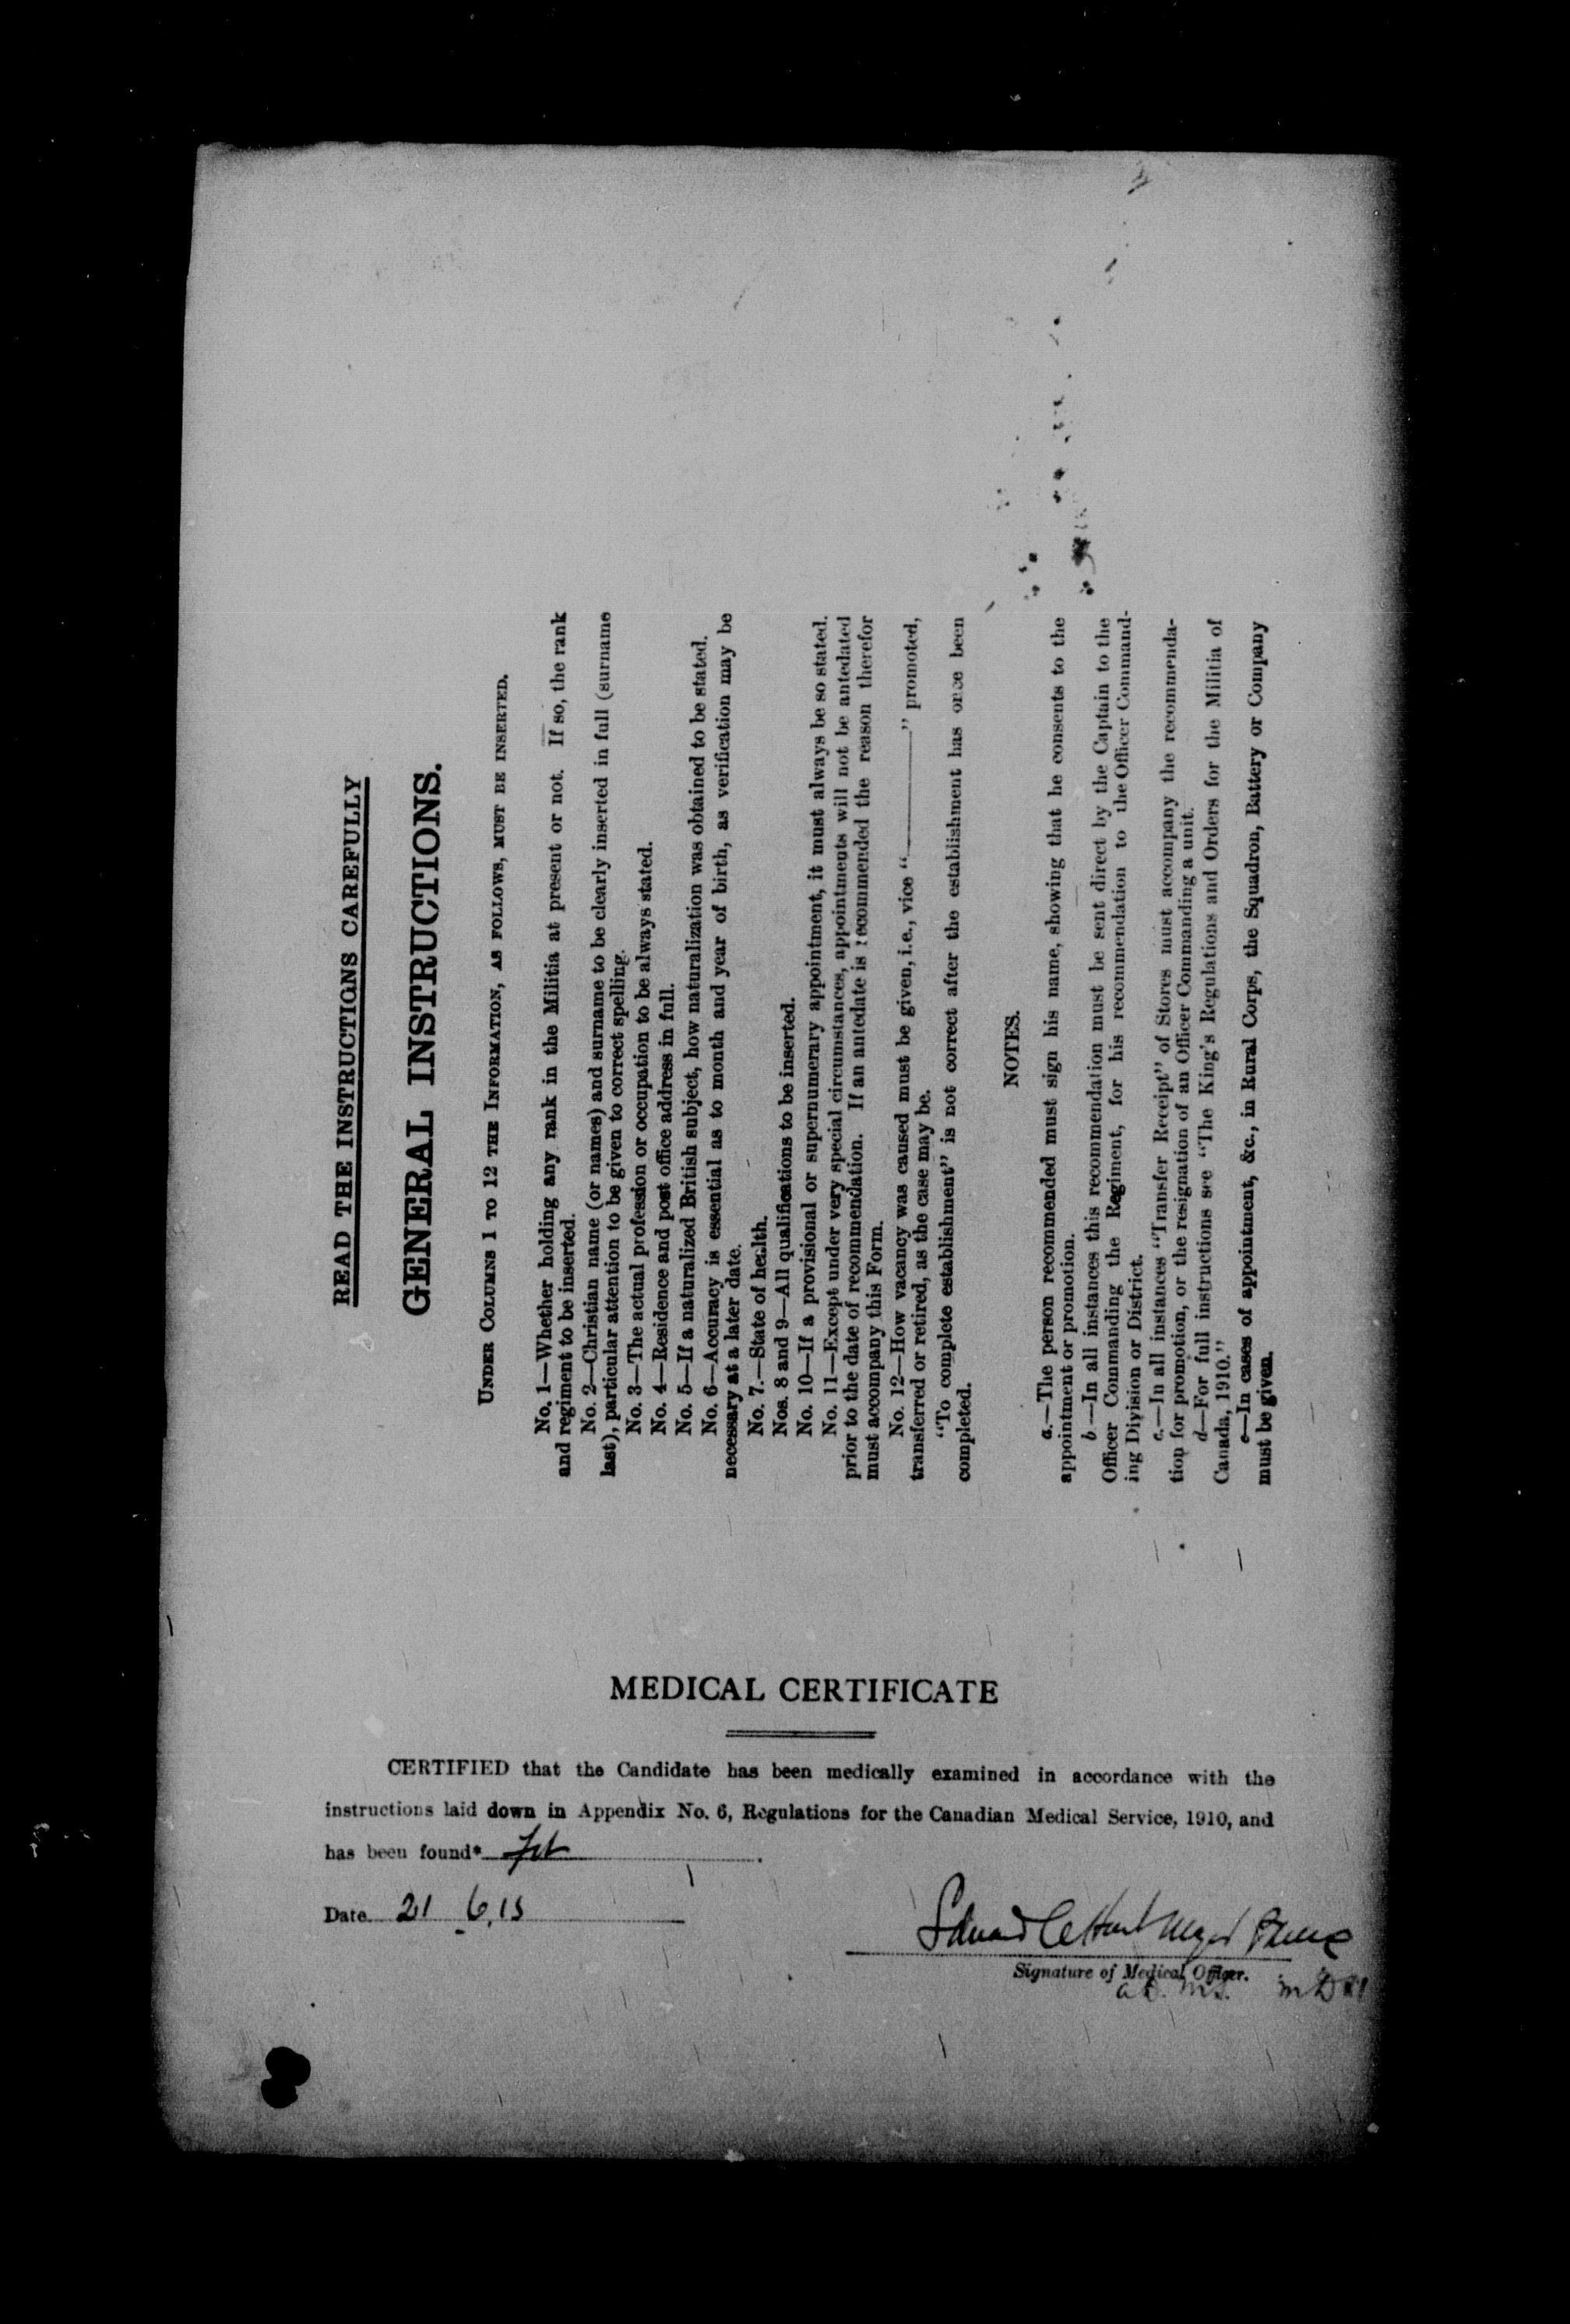 READ THE INSTRUCTIONS CAREFULLY
GENERAL INSTRUCTIONS.
UNDER COLUMNS 1 TO 12 THE INFORMATION, AS FOLLOWS, MUST BE INSERTED.
No. 1—Whether holding any rank in the Militia at present or not. If so, the rank
and regiment to be inserted.
No. 2—Christian name (or names) and surname to be clearly inserted in full (surname
last), particular attention to be given to correct spelling.
No. 3—The actual profession or occupation to be always stated.
No. 4—Residence and post office address in full.
No. 5—If a naturalized British subject, how naturalization was obtained to be stated.
No. 6—Accuracy is essential as to month and year of birth, as verification may be
necessary at a later date.
No. 7.—State of health.
Nos. 8 and 9—All qualifications to be inserted.
No. 10—If a provisional or supernumerary appointment, it must always be so stated.
No. 11—Except under very special circumstances, appointments will not be antedated
prior to the date of recommendation. If an antedate is recommended the reason therefor
must accompany this Form.
No. 12—How vacancy was caused must be given, i.e., vice “————” promoted,
transferred or retired, as the case may be.
“To complete establishment” is not correct after the establishment has once been
completed.
NOTES.
a.—The person recommended must sign his name, showing that he consents to the
appointment or promotion.
b.—In all instances this recommendation must be sent direct by the Captain to the
Officer Commanding the Regiment, for his recommendation to the Officer Command-
ing Division or District.
c.—In all instances “Transfer Receipt” of Stores must accompany the recommenda-
tion for promotion, or the resignation of an Officer Commanding a unit.
d—For full instructions see “The King's Regulations and Orders for the Militia of
Canada, 1910.”
e—In cases of appointment, &c., in Rural Corps, the Squadron, Battery or Company
must be given.
MEDICAL CERTIFICATE
CERTIFIED that the Candidate has been medically examined in accordance with the
instructions laid down in Appendix No. 6, Regulations for the Canadian Medical Service, 1910, and
has been found* Fit
Date 21 6.15
Edward
Signature of Medical Officer.